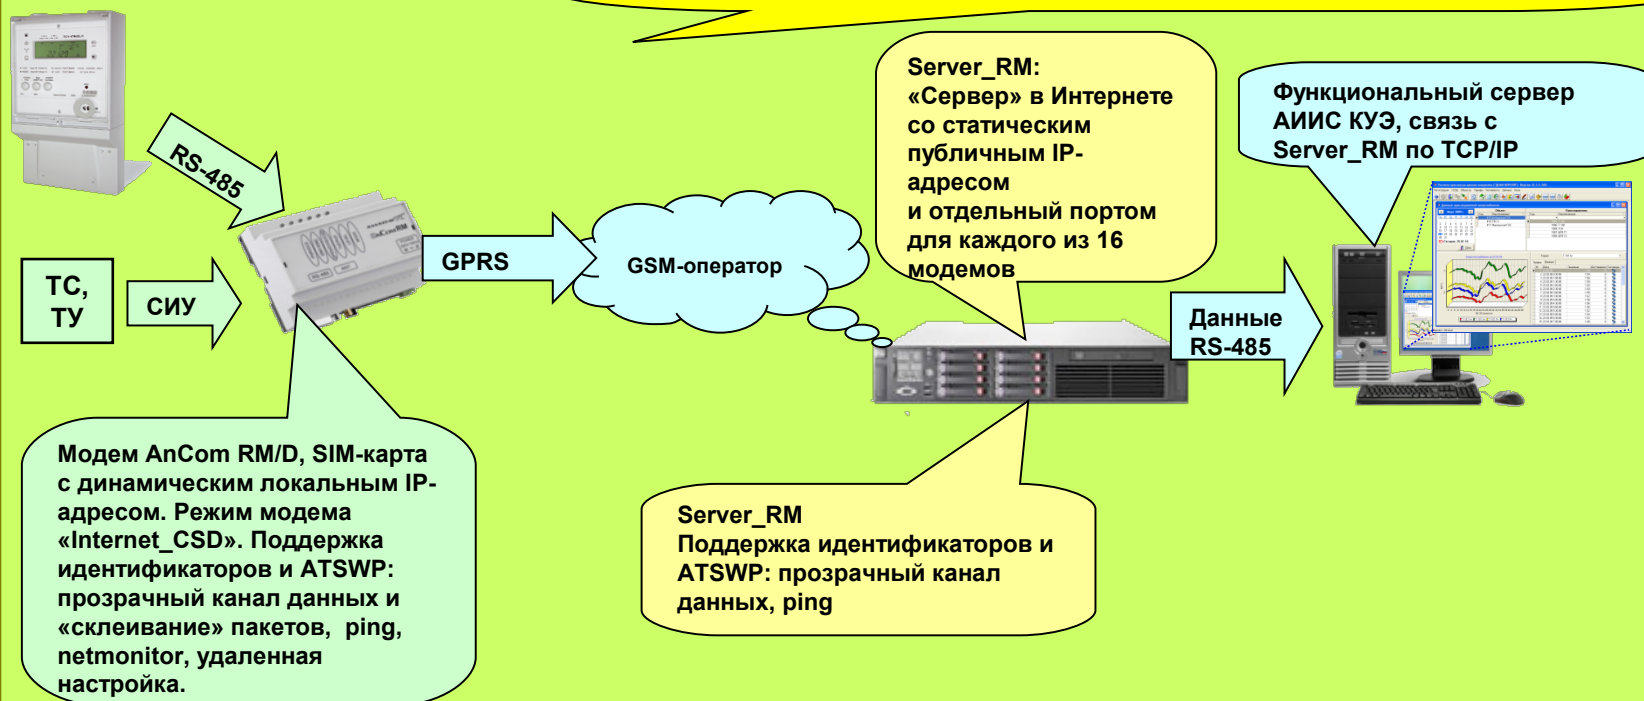 Server_RM:
«Сервер» в Интернете
со статическим
публичным IP-
адресом
и отдельный портом
для каждого из 16
модемов
Функциональный сервер
АИИС КУЭ, связь с
Server_RM по TCP/IP
RS-485
ТС,
ТУ
СИУ
GPRS
GSM-оператор
Данные
RS-485
Модем AnCom RM/D, SIM-карта
с динамическим локальным IP-
адресом. Режим модема
«Internet_CSD». Поддержка
идентификаторов и ATSWP:
прозрачный канал данных и
«склеивание» пакетов, ping,
netmonitor, удаленная
настройка.
Server_RM
Поддержка идентификаторов и
ATSWP: прозрачный канал
данных, ping